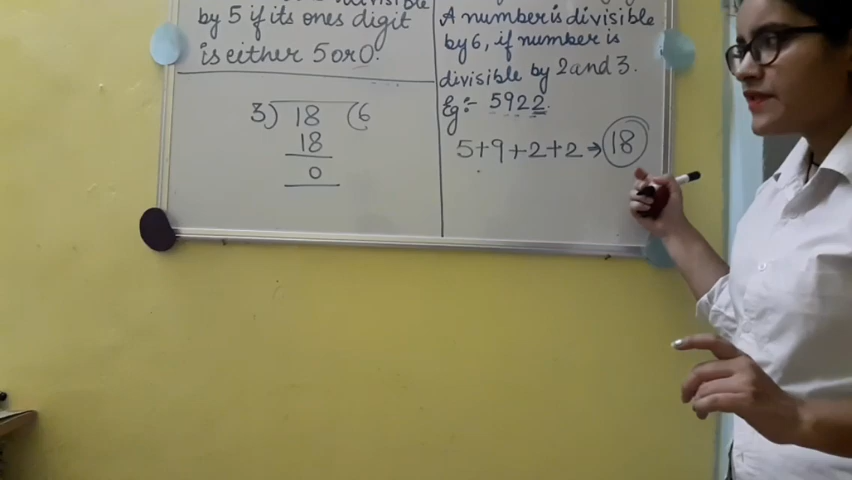 divisible
by 5 if its ones digit
is either 5 or 0.
3) 18 (6
18
0
A number is divisible
by 6, if number is
divisible by 2 and 3.
Eg:- 5922.
5+9+2+2→18